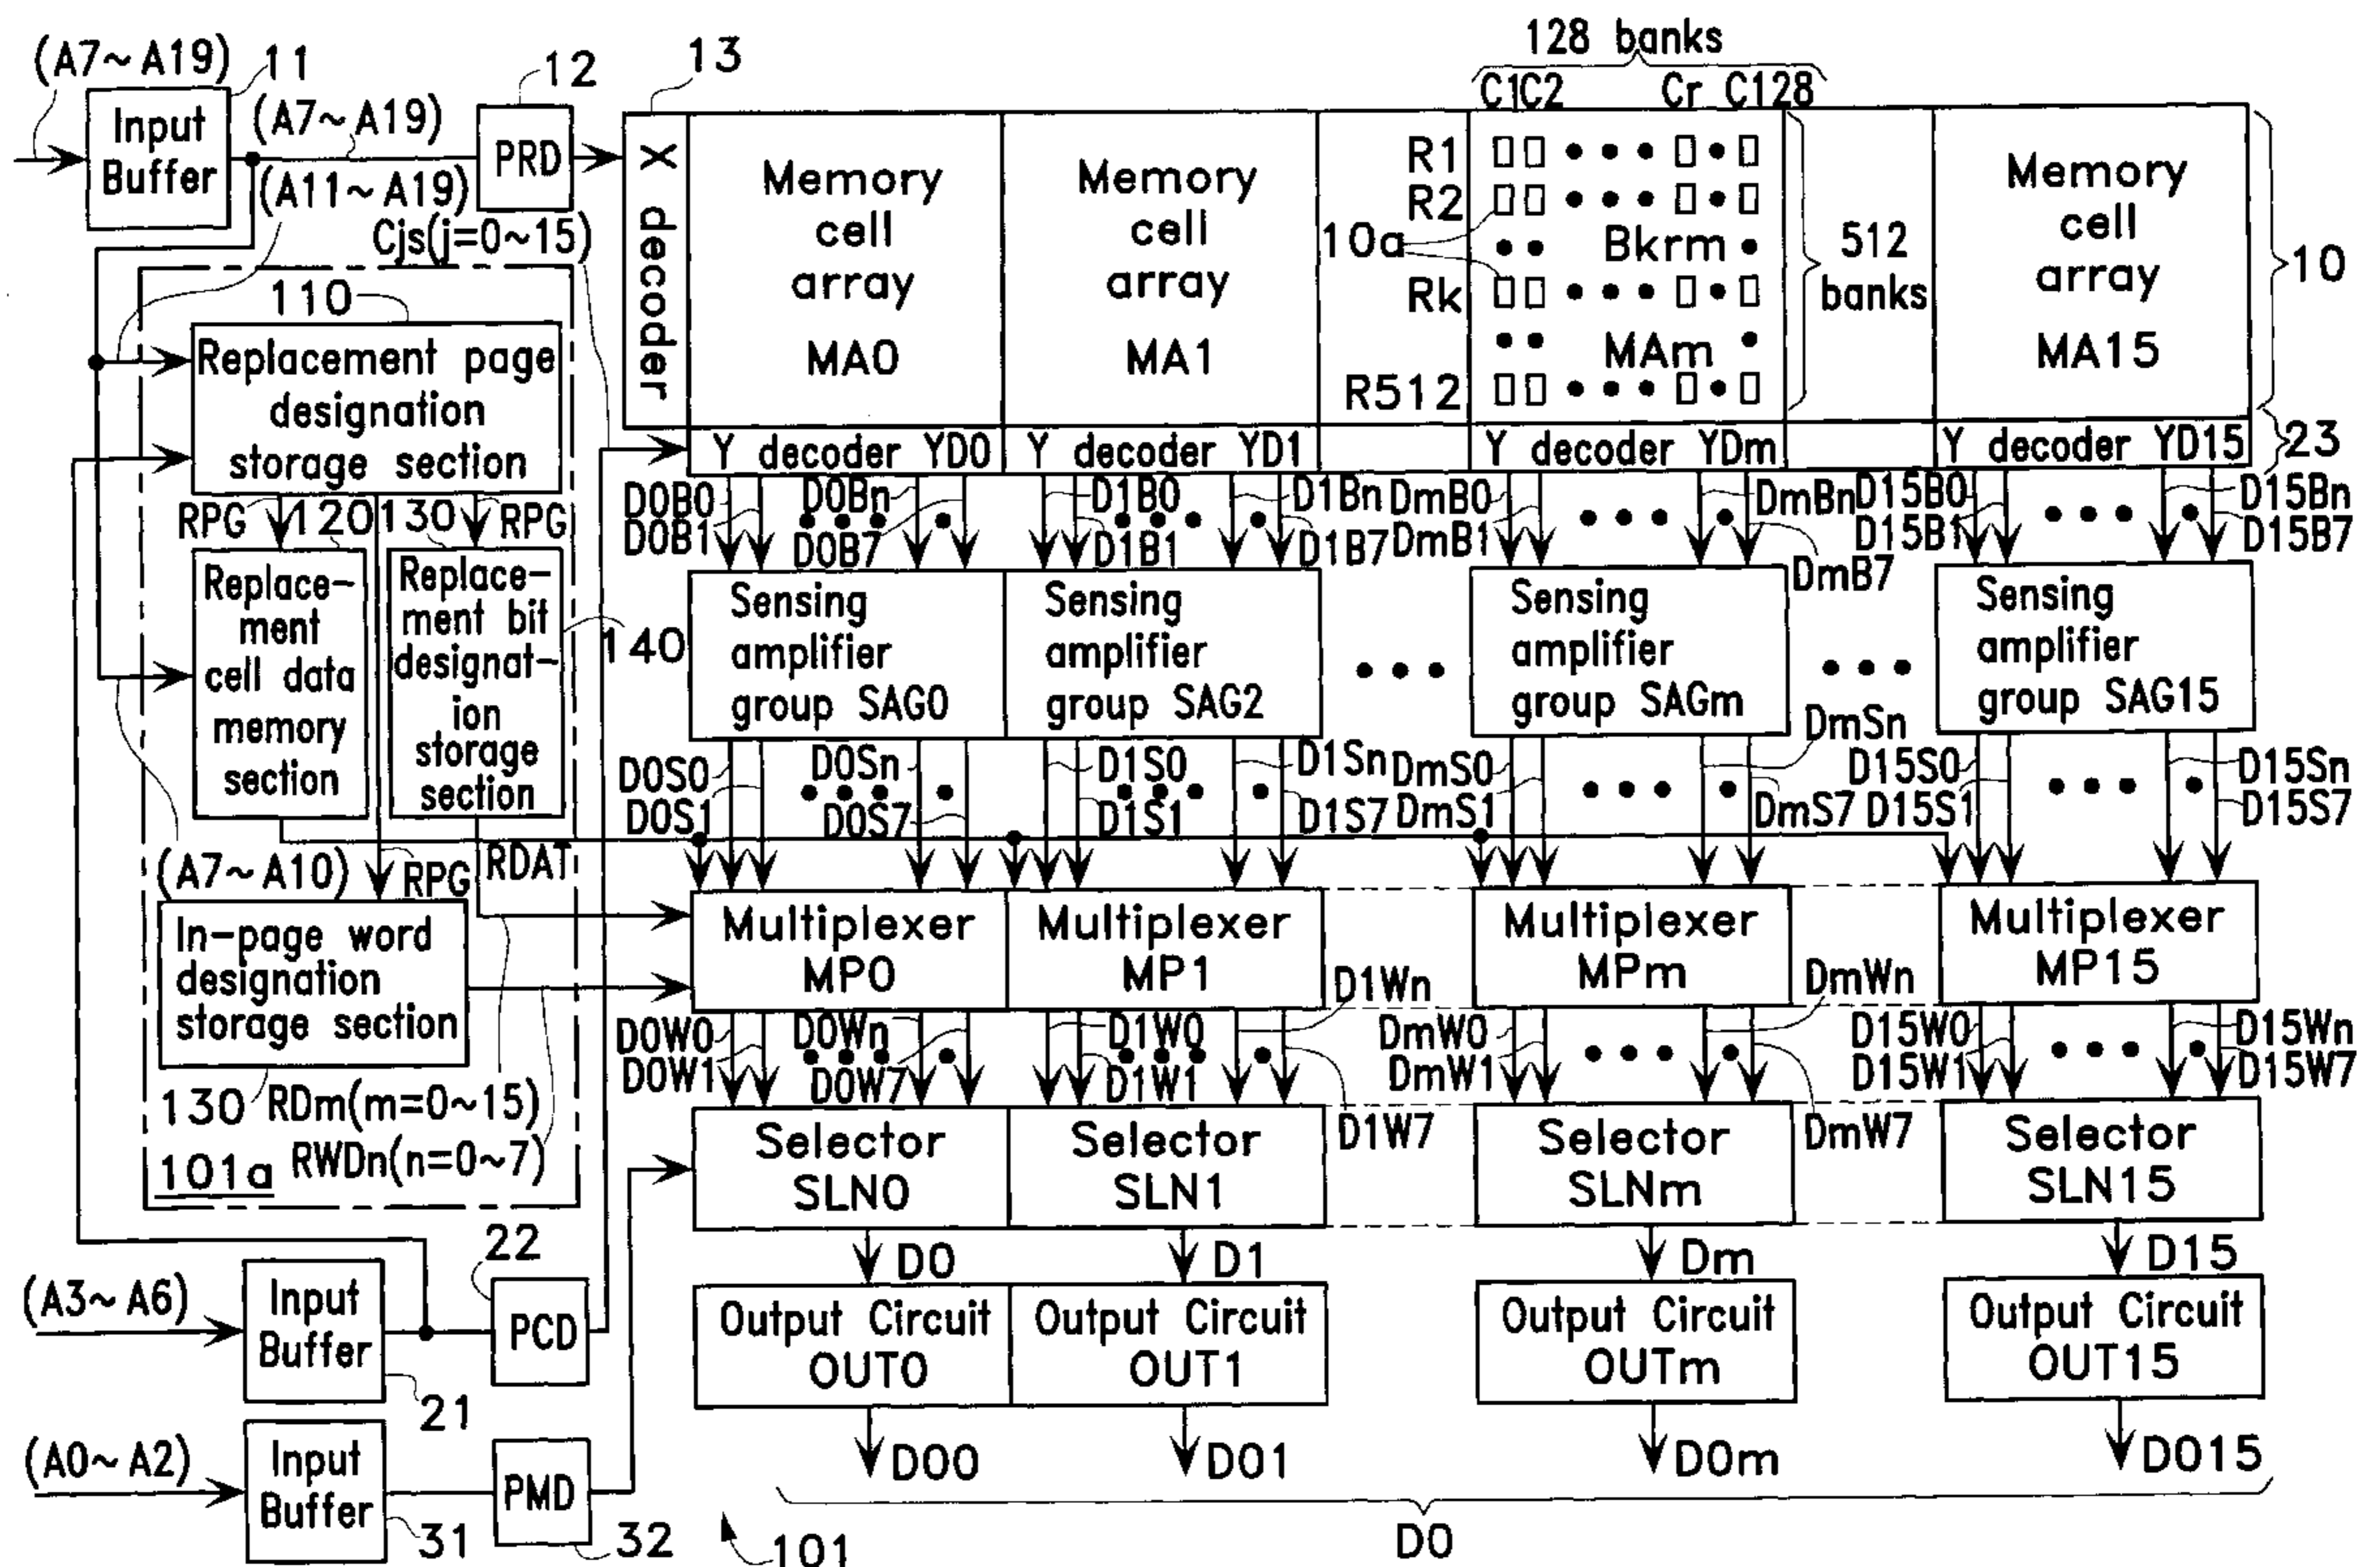 128 banks
(A7~A19)
11
12
13
C1
C2
Cr
C128
Input
Buffer
(A7~A19)
PRD
X decoder
Memory
cell
array
MA0
Memory
cell
array
MA1
R1
R2
10a
Bkrm
Rk
MAm
R512
512
banks
Memory
cell
array
MA15
10
(A11~A19)
Cjs(j=0~15)
110
Replacement page
designation
storage section
Y decoder YD0
Y decoder YD1
Y decoder YDm
Y decoder YD15
23
RPG
120
130
RPG
D0B0
D0B1
D0Bn
D0B7
D1B0
D1B1
D1Bn
D1B7
DmB0
DmB1
DmBn
DmB7
D15B0
D15B1
D15Bn
D15B7
Replace-
ment
cell data
memory
section
Replace-
ment bit
designat-
ion
storage
section
140
Sensing
amplifier
group SAG0
Sensing
amplifier
group SAG2
Sensing
amplifier
group SAGm
Sensing
amplifier
group SAG15
D0S0
D0S1
D0Sn
D0S7
D1S0
D1S1
D1Sn
D1S7
DmS0
DmS1
DmSn
DmS7
D15S0
D15S1
D15Sn
D15S7
(A7~A10)
RPG
RDAT
In-page word
designation
storage section
Multiplexer
MP0
Multiplexer
MP1
Multiplexer
MPm
Multiplexer
MP15
D0W0
D0W1
D0Wn
D0W7
D1W0
D1W1
D1Wn
D1W7
DmW0
DmW1
DmWn
DmW7
D15W0
D15W1
D15Wn
D15W7
130
RDm(m=0~15)
101a
RWDn(n=0~7)
Selector
SLN0
Selector
SLN1
Selector
SLNm
Selector
SLN15
22
D0
D1
Dm
D15
(A3~A6)
Input
Buffer
PCD
21
Output Circuit
OUT0
Output Circuit
OUT1
Output Circuit
OUTm
Output Circuit
OUT15
(A0~A2)
Input
Buffer
PMD
31
32
DO0
DO1
DOm
DO15
101
DO